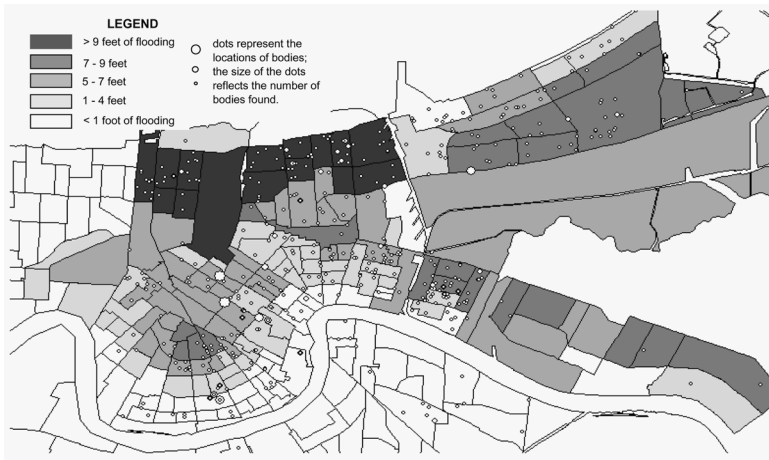 LEGEND
> 9 feet of flooding
7 - 9 feet
5 - 7 feet
1 - 4 feet
< 1 foot of flooding
dots represent the
locations of bodies;
the size of the dots
reflects the number of
bodies found.